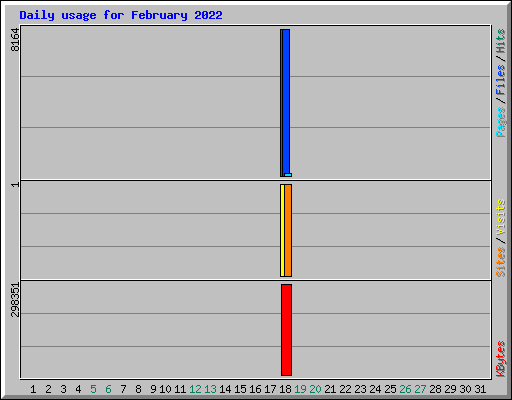 Daily usage for February 2022
8164
1
298351
Pages/Files/Hits
Sites/Visits
KBytes
1 2 3 4 5 6 7 8 9 10 11 12 13 14 15 16 17 18 19 20 21 22 23 24 25 26 27 28 29 30 31